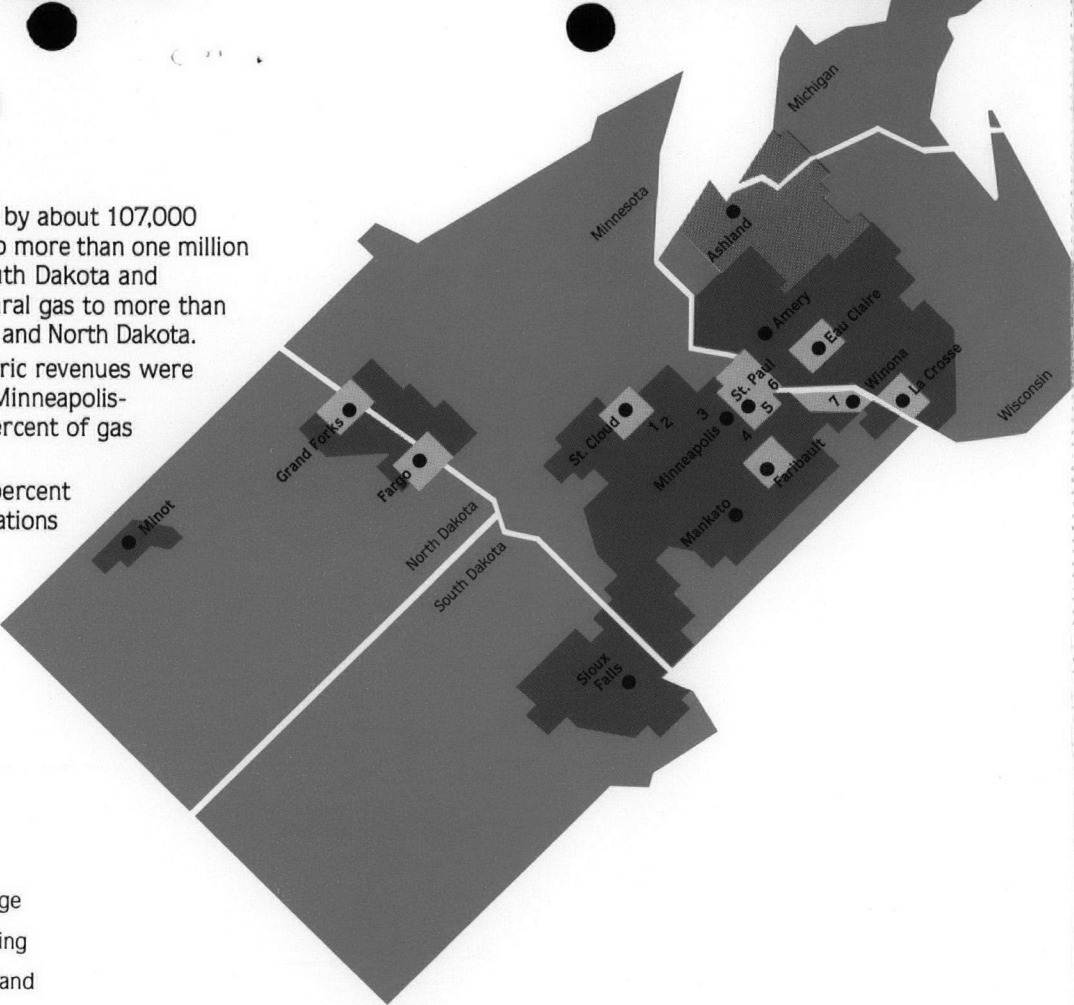 by about 107,000
o more than one million
uth Dakota and
ural gas to more than
and North Dakota.
ric revenues were
Minneapolis-
ercent of gas
percent
ations
ge
ing
and
Michigan
Minnesota
Ashland
Amery
Eau Claire
St. Paul
6
5
Winona
7
La Crosse
Wisconsin
St. Cloud
1
2
3
Minneapolis
4
Faribault
Mankato
Grand Forks
Fargo
Minot
North Dakota
South Dakota
Sioux
Falls